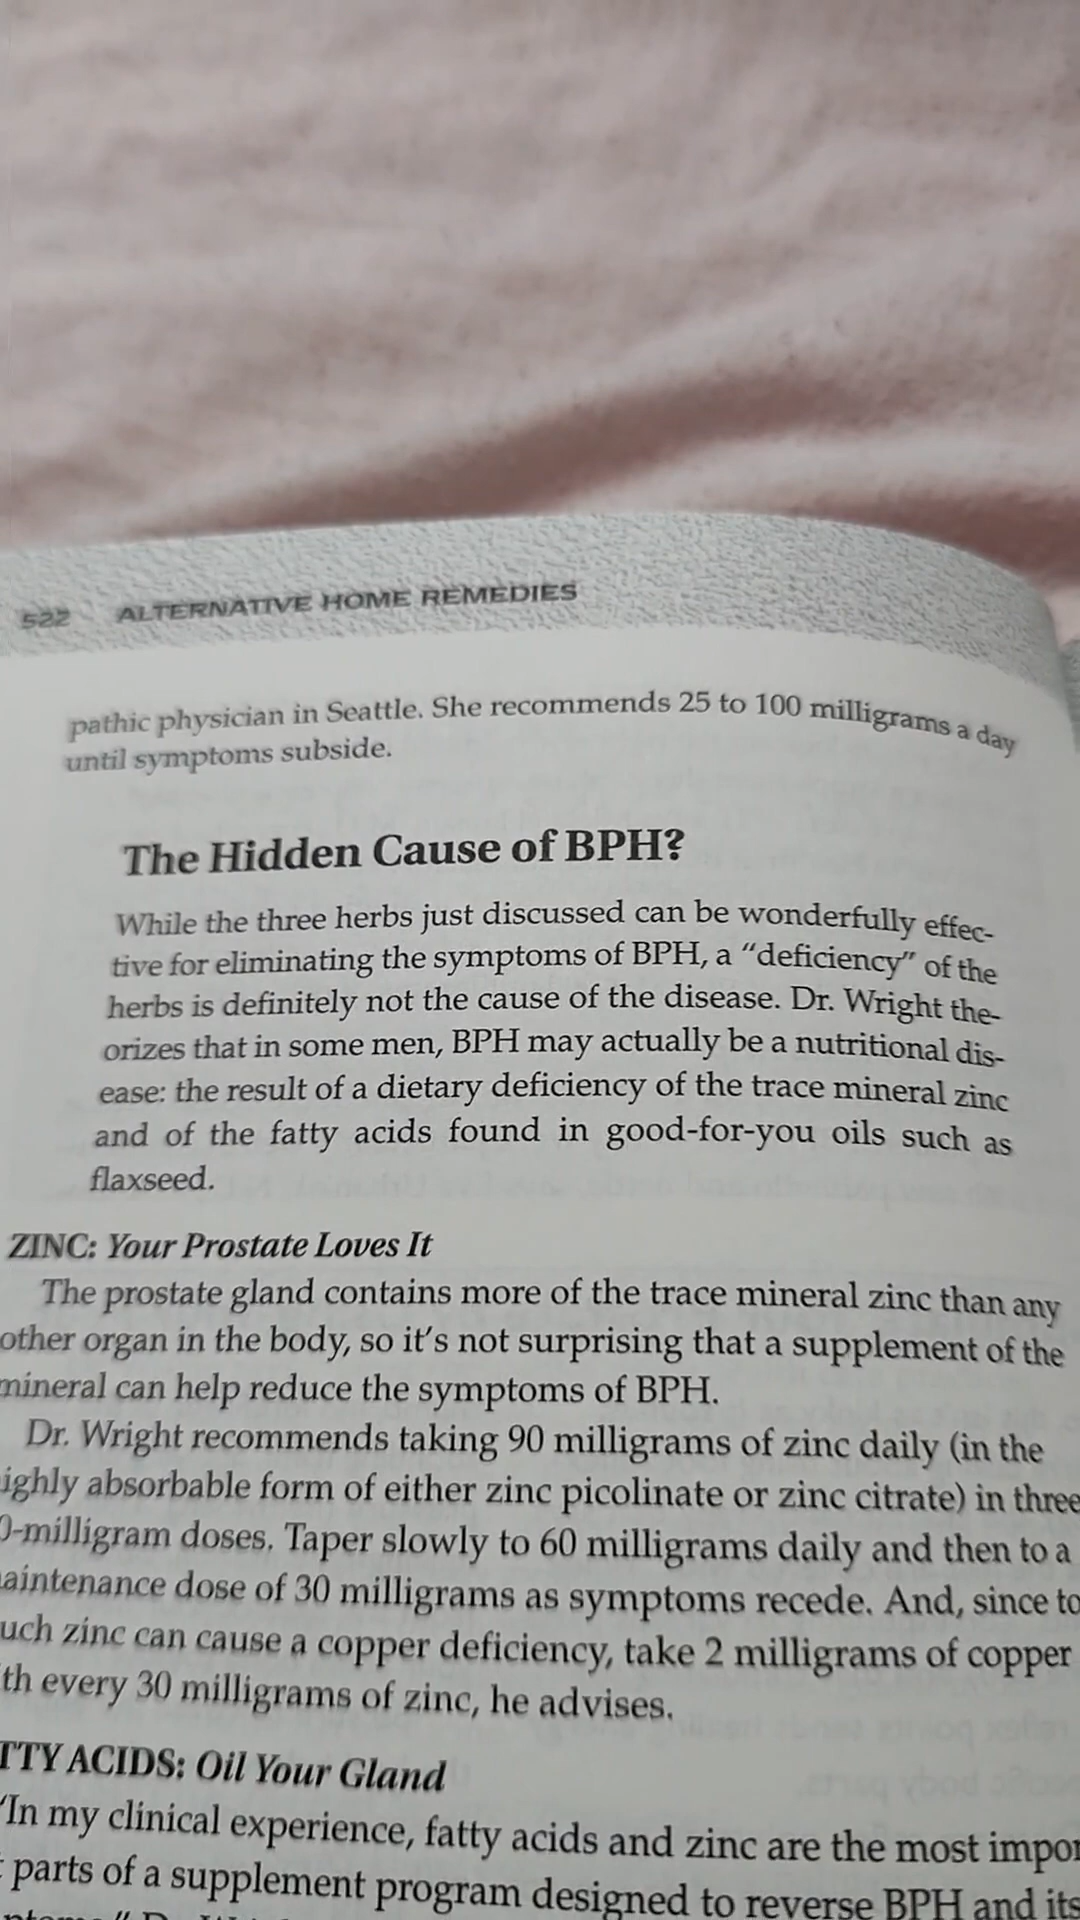 522 ALTERNATIVE HOME REMEDIES
pathic physician in Seattle. She recommends 25 to 100 milligrams a day
until symptoms subside.
The Hidden Cause of BPH?
While the three herbs just discussed can be wonderfully effec-
tive for eliminating the symptoms of BPH, a “deficiency” of the
herbs is definitely not the cause of the disease. Dr. Wright the-
orizes that in some men, BPH may actually be a nutritional dis-
ease: the result of a dietary deficiency of the trace mineral zinc
and of the fatty acids found in good-for-you oils such as
flaxseed.
ZINC: Your Prostate Loves It
The prostate gland contains more of the trace mineral zinc than any
other organ in the body, so it's not surprising that a supplement of the
mineral can help reduce the symptoms of BPH.
Dr. Wright recommends taking 90 milligrams of zinc daily (in the
ighly absorbable form of either zinc picolinate or zinc citrate) in three
0-milligram doses. Taper slowly to 60 milligrams daily and then to a
aintenance dose of 30 milligrams as symptoms recede. And, since to
uch zinc can cause a copper deficiency, take 2 milligrams of copper
th every 30 milligrams of zinc, he advises.
TTY ACIDS: Oil Your Gland
“In my clinical experience, fatty acids and zinc are the most impor
parts of a supplement program designed to reverse BPH and its